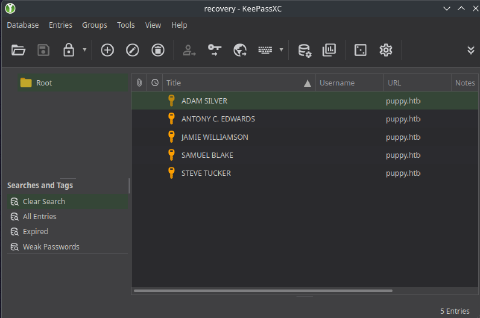 recovery - KeePassXC
Database Entries Groups Tools View Help
Root
Title Username URL Notes
ADAM SILVER puppy.htb
ANTONY C. EDWARDS puppy.htb
JAMIE WILLIAMSON puppy.htb
SAMUEL BLAKE puppy.htb
STEVE TUCKER puppy.htb
Searches and Tags
Clear Search
All Entries
Expired
Weak Passwords
5 Entries